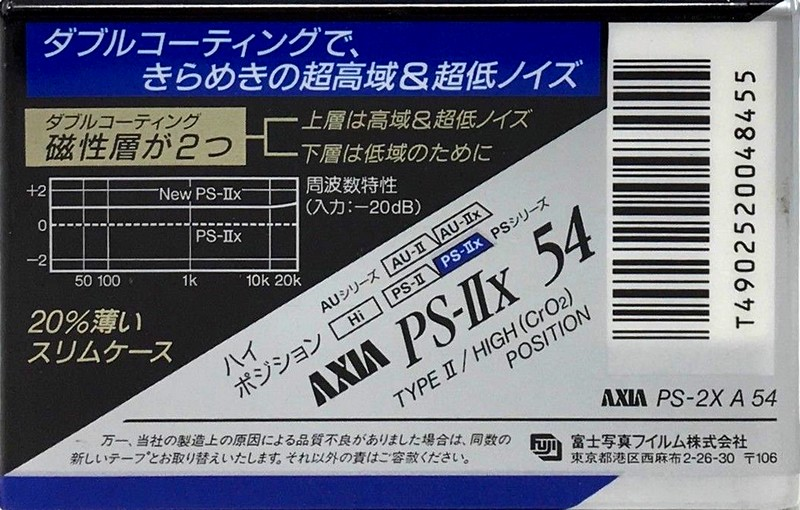 ダブルコーティングで、
きらめきの超高域&超低ノイズ
ダブルコーティング
磁性層が2つ
上層は高域&超低ノイズ
下層は低域のために
周波数特性
(入力:−20dB)
+2
0
−2
New PS-IIx
PS-IIx
50 100 1k 10k 20k
20%薄い
スリムケース
AUシリーズ
AU-II
AU-IIx
PSシリーズ
Hi
PS-II
PS-IIx
ハイ
ポジション
AXIA PS-IIx 54
TYPE II / HIGH (CrO2)
POSITION
T4902520048455
AXIA PS-2X A 54
万一、当社の製造上の原因による品質不良がありました場合は、同数の
新しいテープとお取り替えいたします。それ以外の責はご容赦ください。
FUJI
富士写真フイルム株式会社
東京都港区西麻布2-26-30 〒106